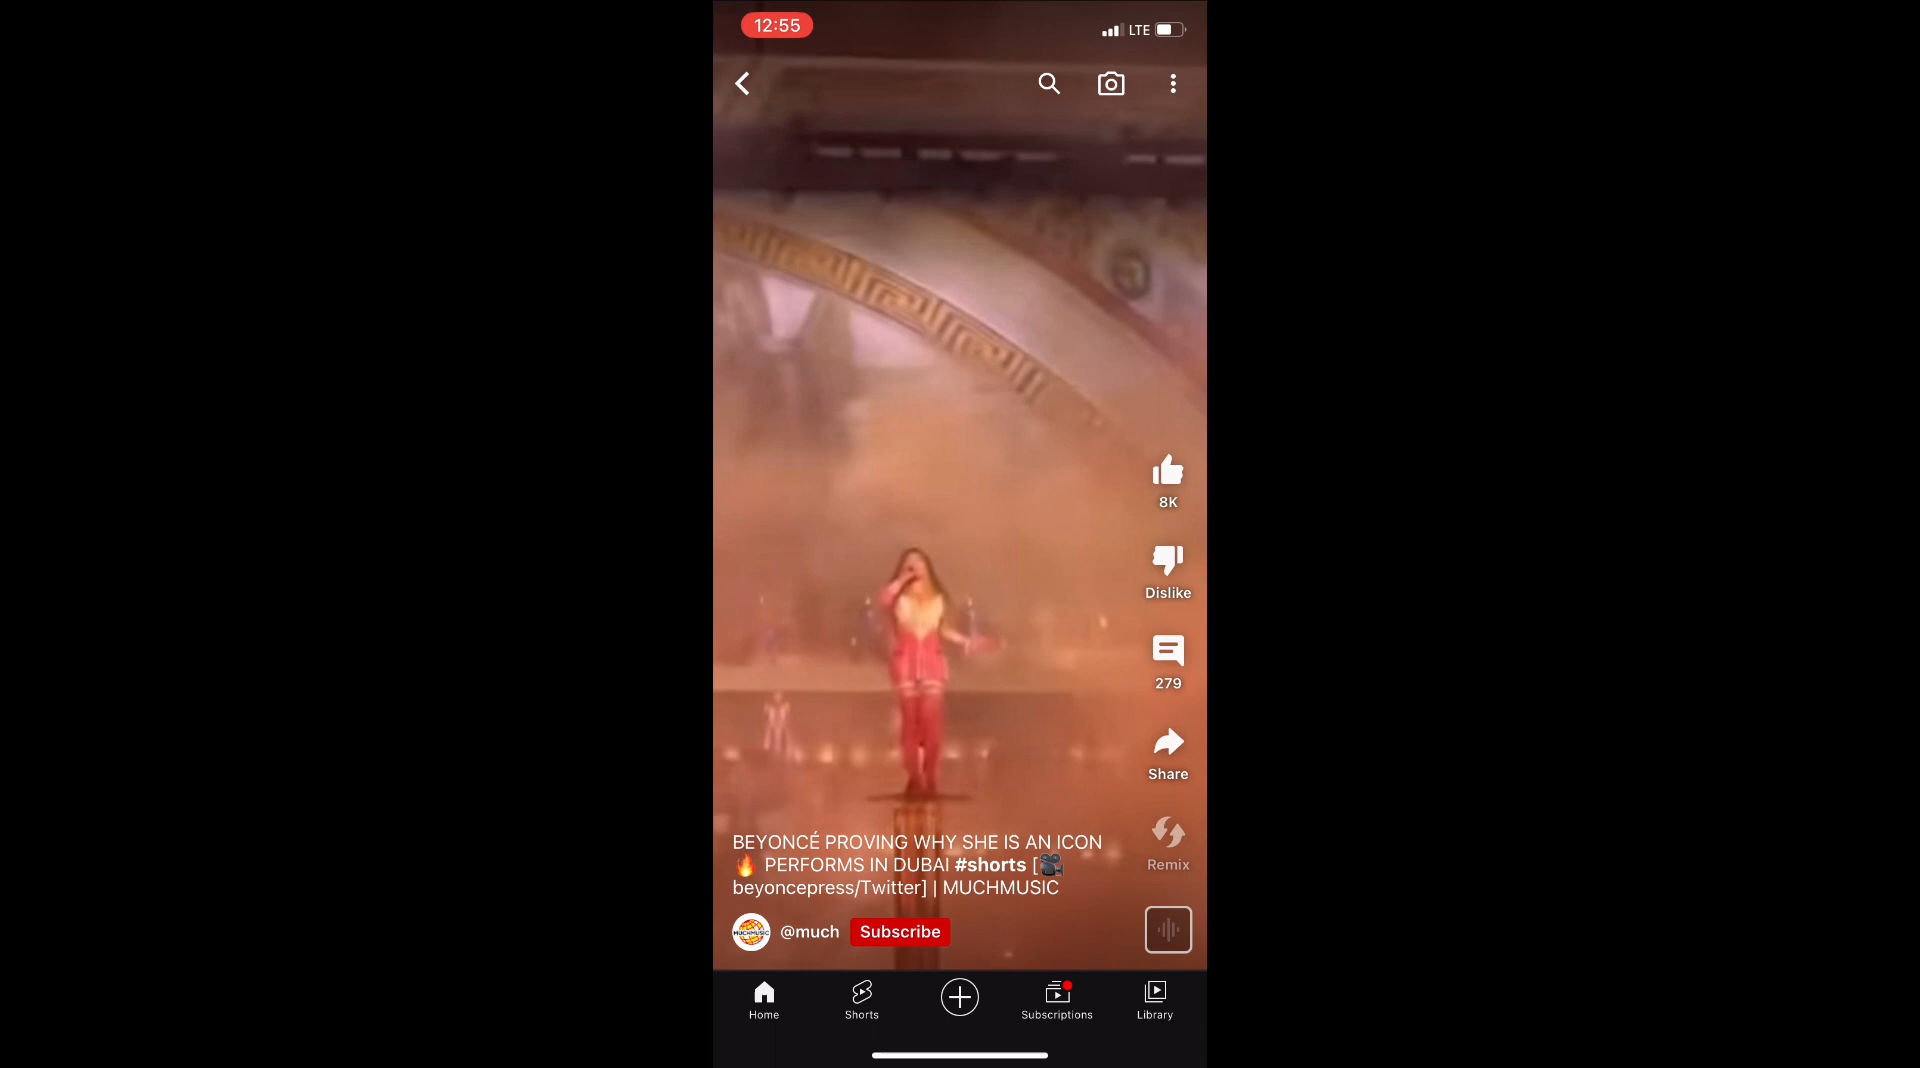 12:55
LTE
8K
Dislike
279
Share
BEYONCÉ PROVING WHY SHE IS AN ICON
🔥 PERFORMS IN DUBAI #shorts [🎥
beyoncepress/Twitter] | MUCHMUSIC
Remix
MUCHMUSIC
@much
Subscribe
Home
Shorts
Subscriptions
Library